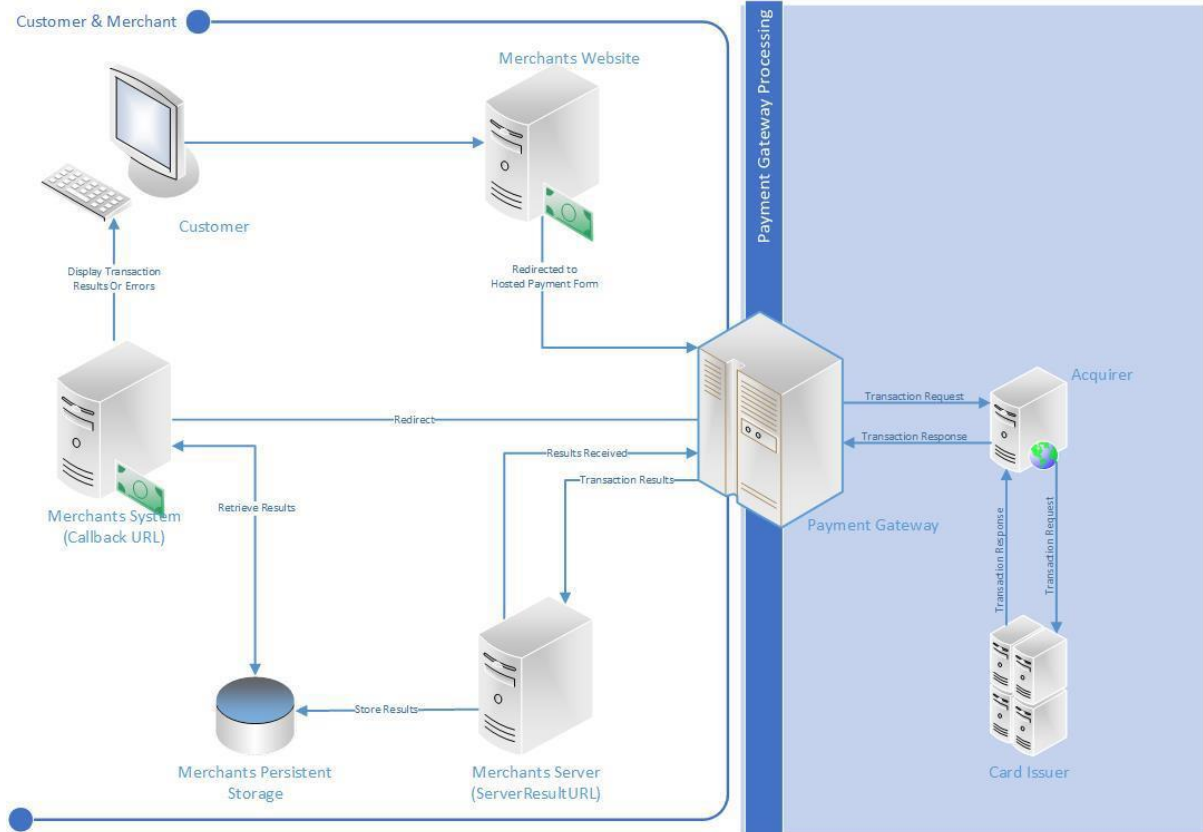 Customer & Merchant
Merchants Website
Payment Gateway Processing
Customer
Display Transaction
Results Or Errors
Redirected to
Hosted Payment Form
Acquirer
Transaction Request
Redirect
Transaction Response
Results Received
Transaction Results
Merchants System
(Callback URL)
Retrieve Results
Payment Gateway
Transaction Response
Transaction Request
Store Results
Merchants Persistent
Storage
Merchants Server
(ServerResultURL)
Card Issuer